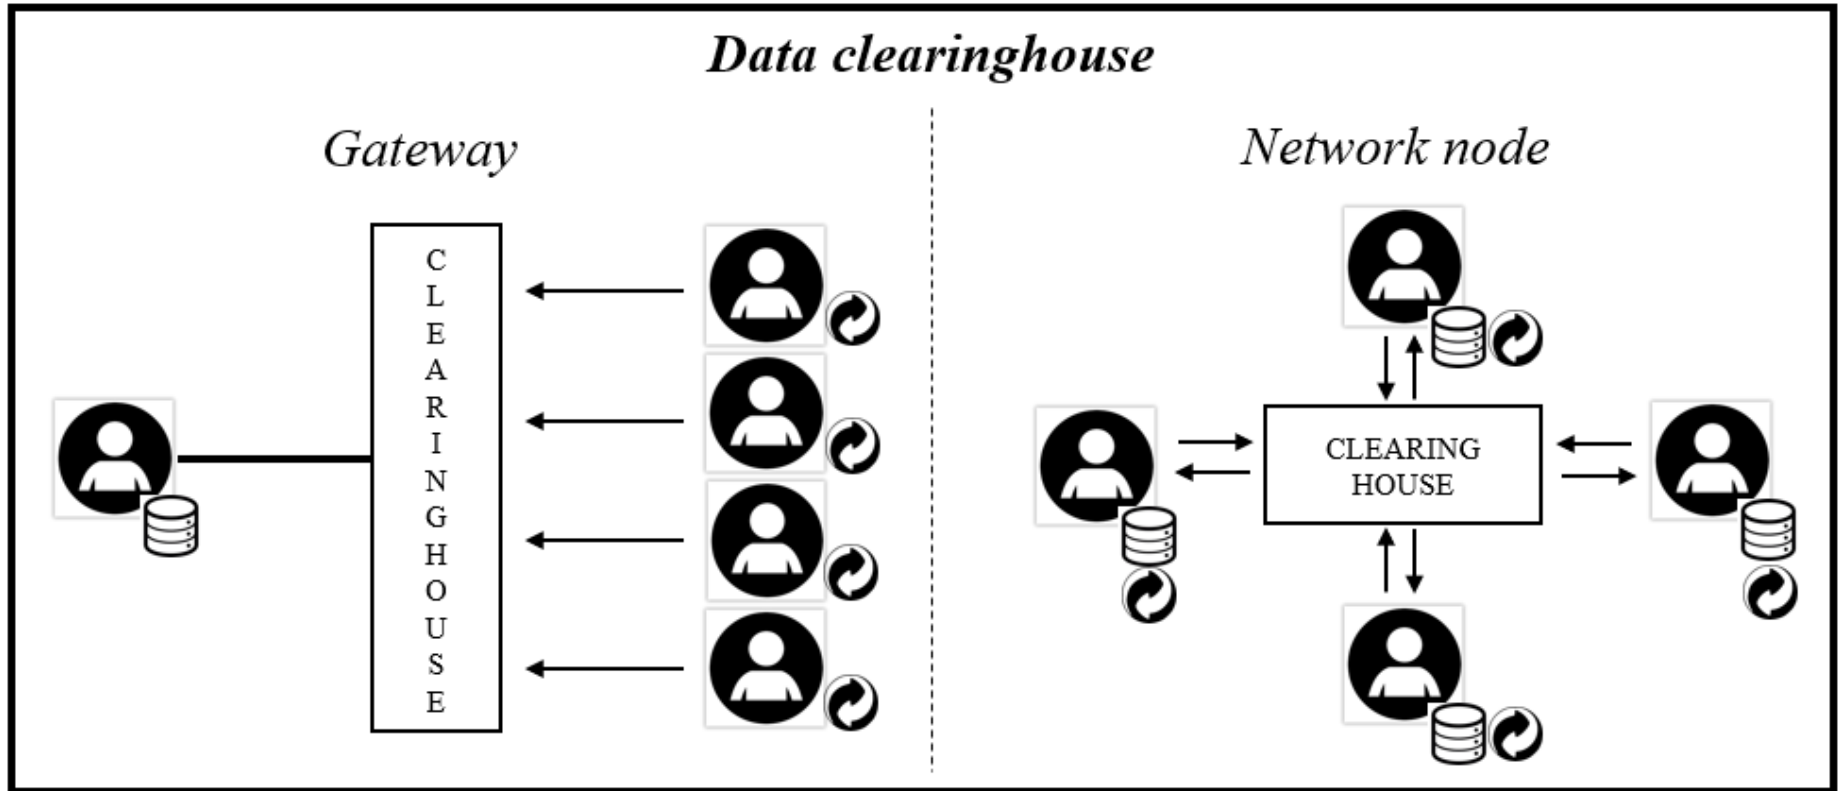 Data clearinghouse
Gateway
Network node
C
L
E
A
R
I
N
G
H
O
U
S
E
CLEARING
HOUSE